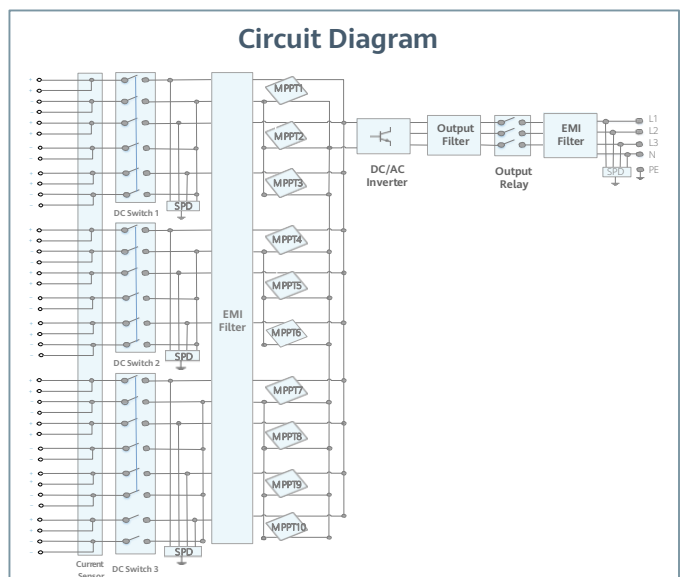 Circuit Diagram
MPPT1
MPPT2
MPPT3
SPD
DC Switch 1
MPPT4
MPPT5
MPPT6
EMI
Filter
SPD
DC Switch 2
MPPT7
MPPT8
MPPT9
MPPT10
SPD
Current
Sensor
DC Switch 3
DC/AC
Inverter
Output
Filter
Output
Relay
EMI
Filter
SPD
L1
L2
L3
N
PE